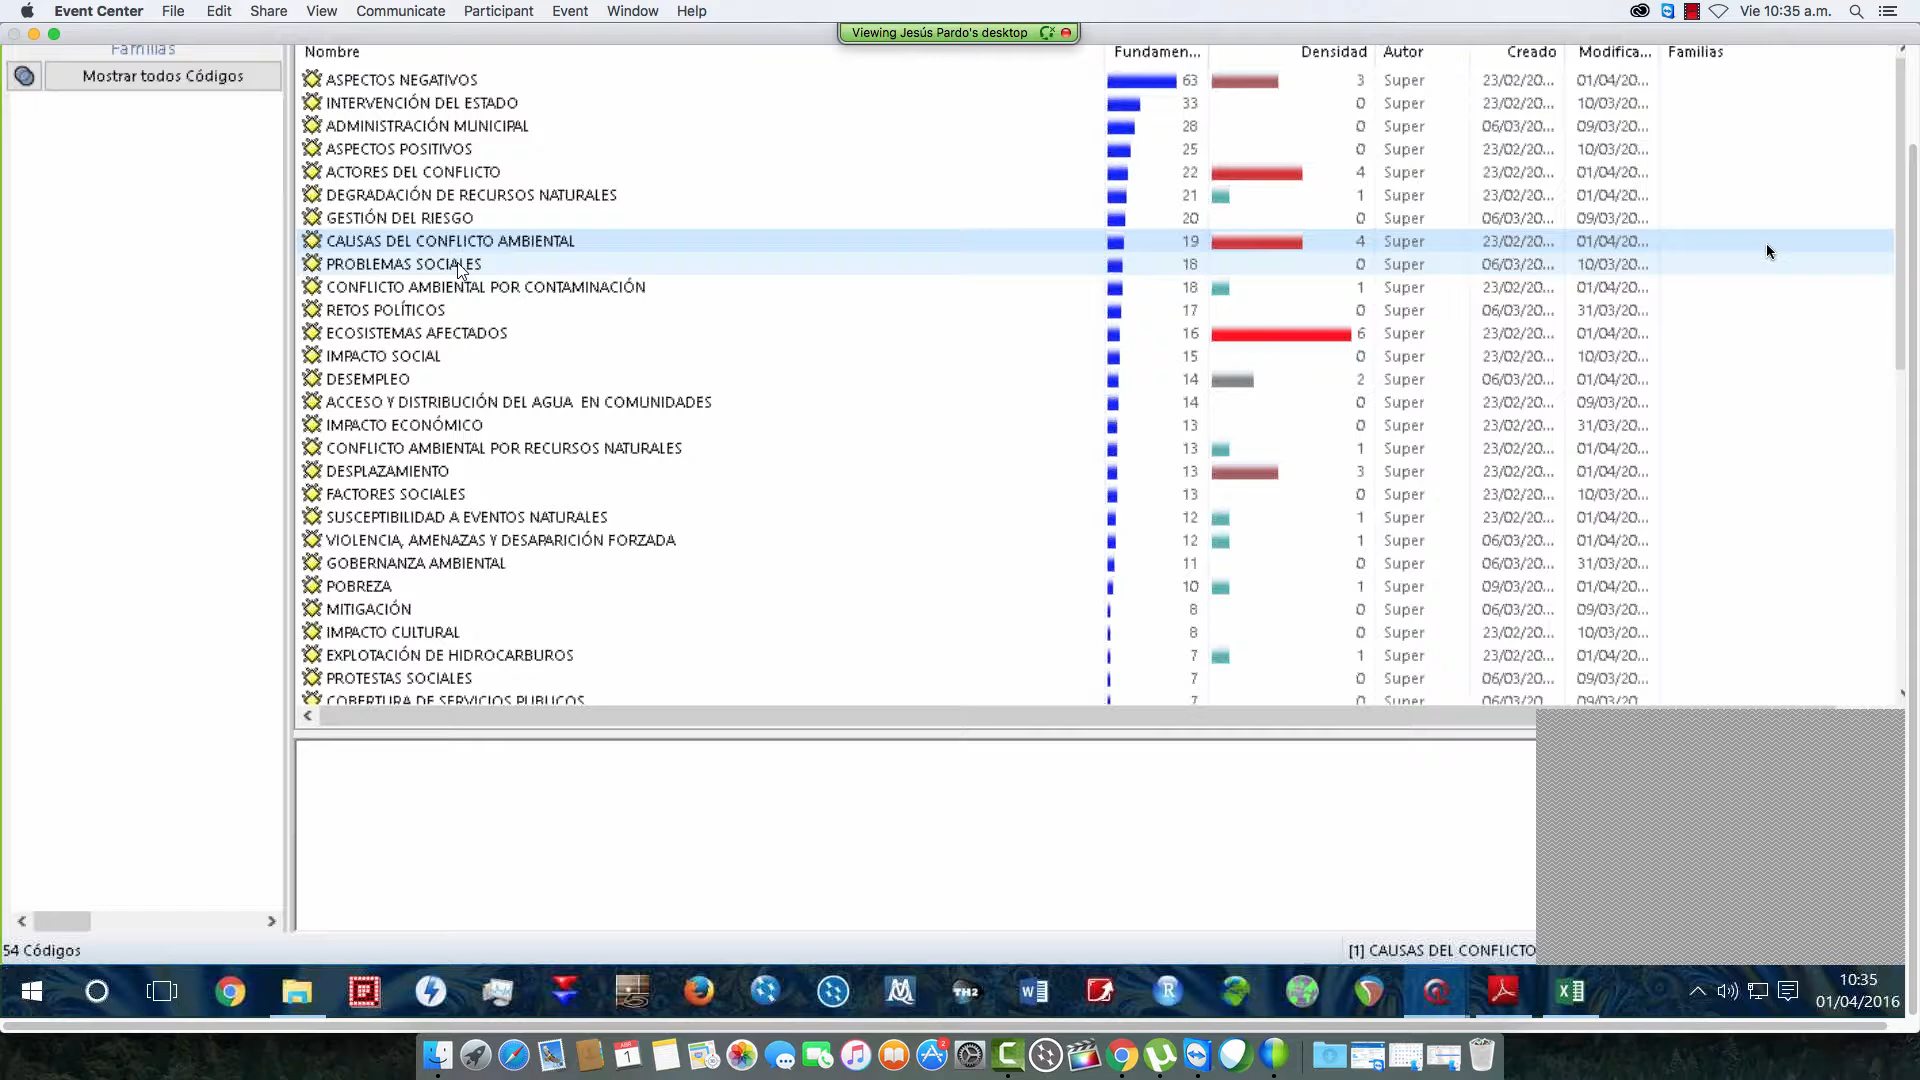 Event Center File Edit Share View Communicate Participant Event Window Help Vie 10:35 a.m.
Viewing Jesús Pardo's desktop
Familias
Mostrar todos Códigos
Nombre Fundamen... Densidad Autor Creado Modifica... Familias
ASPECTOS NEGATIVOS 63 3 Super 23/02/20... 01/04/20...
INTERVENCIÓN DEL ESTADO 33 0 Super 23/02/20... 10/03/20...
ADMINISTRACIÓN MUNICIPAL 28 0 Super 06/03/20... 09/03/20...
ASPECTOS POSITIVOS 25 0 Super 23/02/20... 10/03/20...
ACTORES DEL CONFLICTO 22 4 Super 23/02/20... 01/04/20...
DEGRADACIÓN DE RECURSOS NATURALES 21 1 Super 23/02/20... 01/04/20...
GESTIÓN DEL RIESGO 20 0 Super 06/03/20... 09/03/20...
CAUSAS DEL CONFLICTO AMBIENTAL 19 4 Super 23/02/20... 01/04/20...
PROBLEMAS SOCIALES 18 0 Super 06/03/20... 10/03/20...
CONFLICTO AMBIENTAL POR CONTAMINACIÓN 18 1 Super 23/02/20... 01/04/20...
RETOS POLÍTICOS 17 0 Super 06/03/20... 31/03/20...
ECOSISTEMAS AFECTADOS 16 6 Super 23/02/20... 01/04/20...
IMPACTO SOCIAL 15 0 Super 23/02/20... 10/03/20...
DESEMPLEO 14 2 Super 06/03/20... 01/04/20...
ACCESO Y DISTRIBUCIÓN DEL AGUA EN COMUNIDADES 14 0 Super 23/02/20... 09/03/20...
IMPACTO ECONÓMICO 13 0 Super 23/02/20... 31/03/20...
CONFLICTO AMBIENTAL POR RECURSOS NATURALES 13 1 Super 23/02/20... 01/04/20...
DESPLAZAMIENTO 13 3 Super 23/02/20... 01/04/20...
FACTORES SOCIALES 13 0 Super 23/02/20... 10/03/20...
SUSCEPTIBILIDAD A EVENTOS NATURALES 12 1 Super 23/02/20... 01/04/20...
VIOLENCIA, AMENAZAS Y DESAPARICIÓN FORZADA 12 1 Super 06/03/20... 01/04/20...
GOBERNANZA AMBIENTAL 11 0 Super 06/03/20... 31/03/20...
POBREZA 10 1 Super 09/03/20... 01/04/20...
MITIGACIÓN 8 0 Super 06/03/20... 09/03/20...
IMPACTO CULTURAL 8 0 Super 23/02/20... 10/03/20...
EXPLOTACIÓN DE HIDROCARBUROS 7 1 Super 23/02/20... 01/04/20...
PROTESTAS SOCIALES 7 0 Super 06/03/20... 09/03/20...
COBERTURA DE SERVICIOS PUBLICOS 7 0 Super 06/03/20 09/03/20
54 Códigos [1] CAUSAS DEL CONFLICTO
TH2 10:35
01/04/2016
ABR
1 2